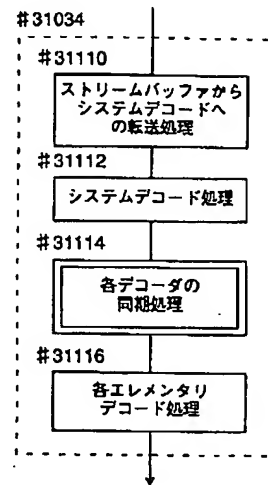 #31034
#31110
ストリームバッファから
システムデコードへ
の転送処理
#31112
システムデコード処理
#31114
各デコーダの
同期処理
#31116
各エレメンタリ
デコード処理